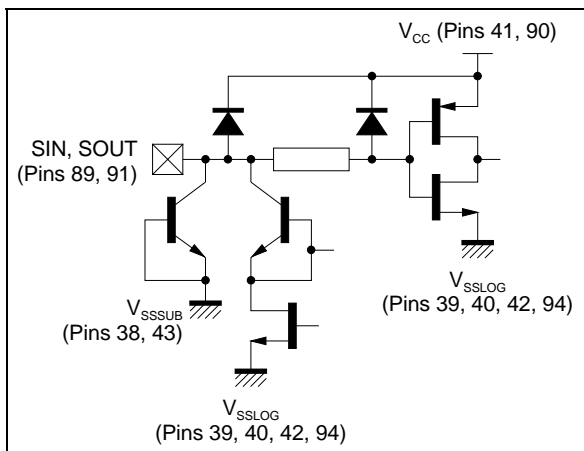 V_CC (Pins 41, 90)
SIN, SOUT
(Pins 89, 91)
V_SSLOG
(Pins 39, 40, 42, 94)
V_SSSUB
(Pins 38, 43)
V_SSLOG
(Pins 39, 40, 42, 94)